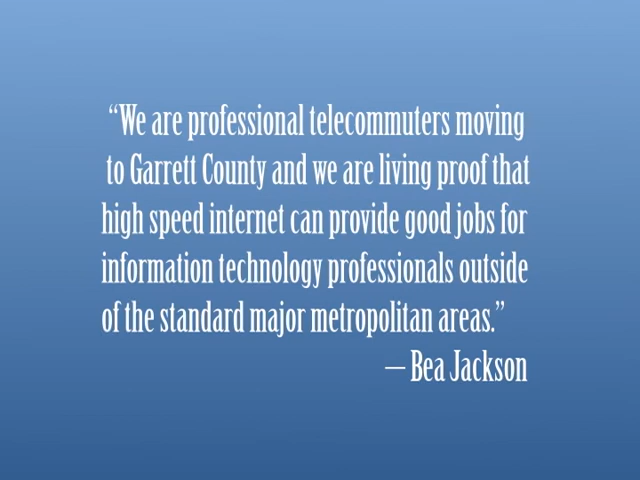 “We are professional telecommuters moving
to Garrett County and we are living proof that
high speed internet can provide good jobs for
information technology professionals outside
of the standard major metropolitan areas.”
– Bea Jackson